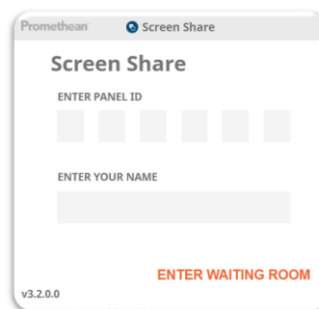 Promethean Screen Share
Screen Share
ENTER PANEL ID
ENTER YOUR NAME
ENTER WAITING ROOM
v3.2.0.0